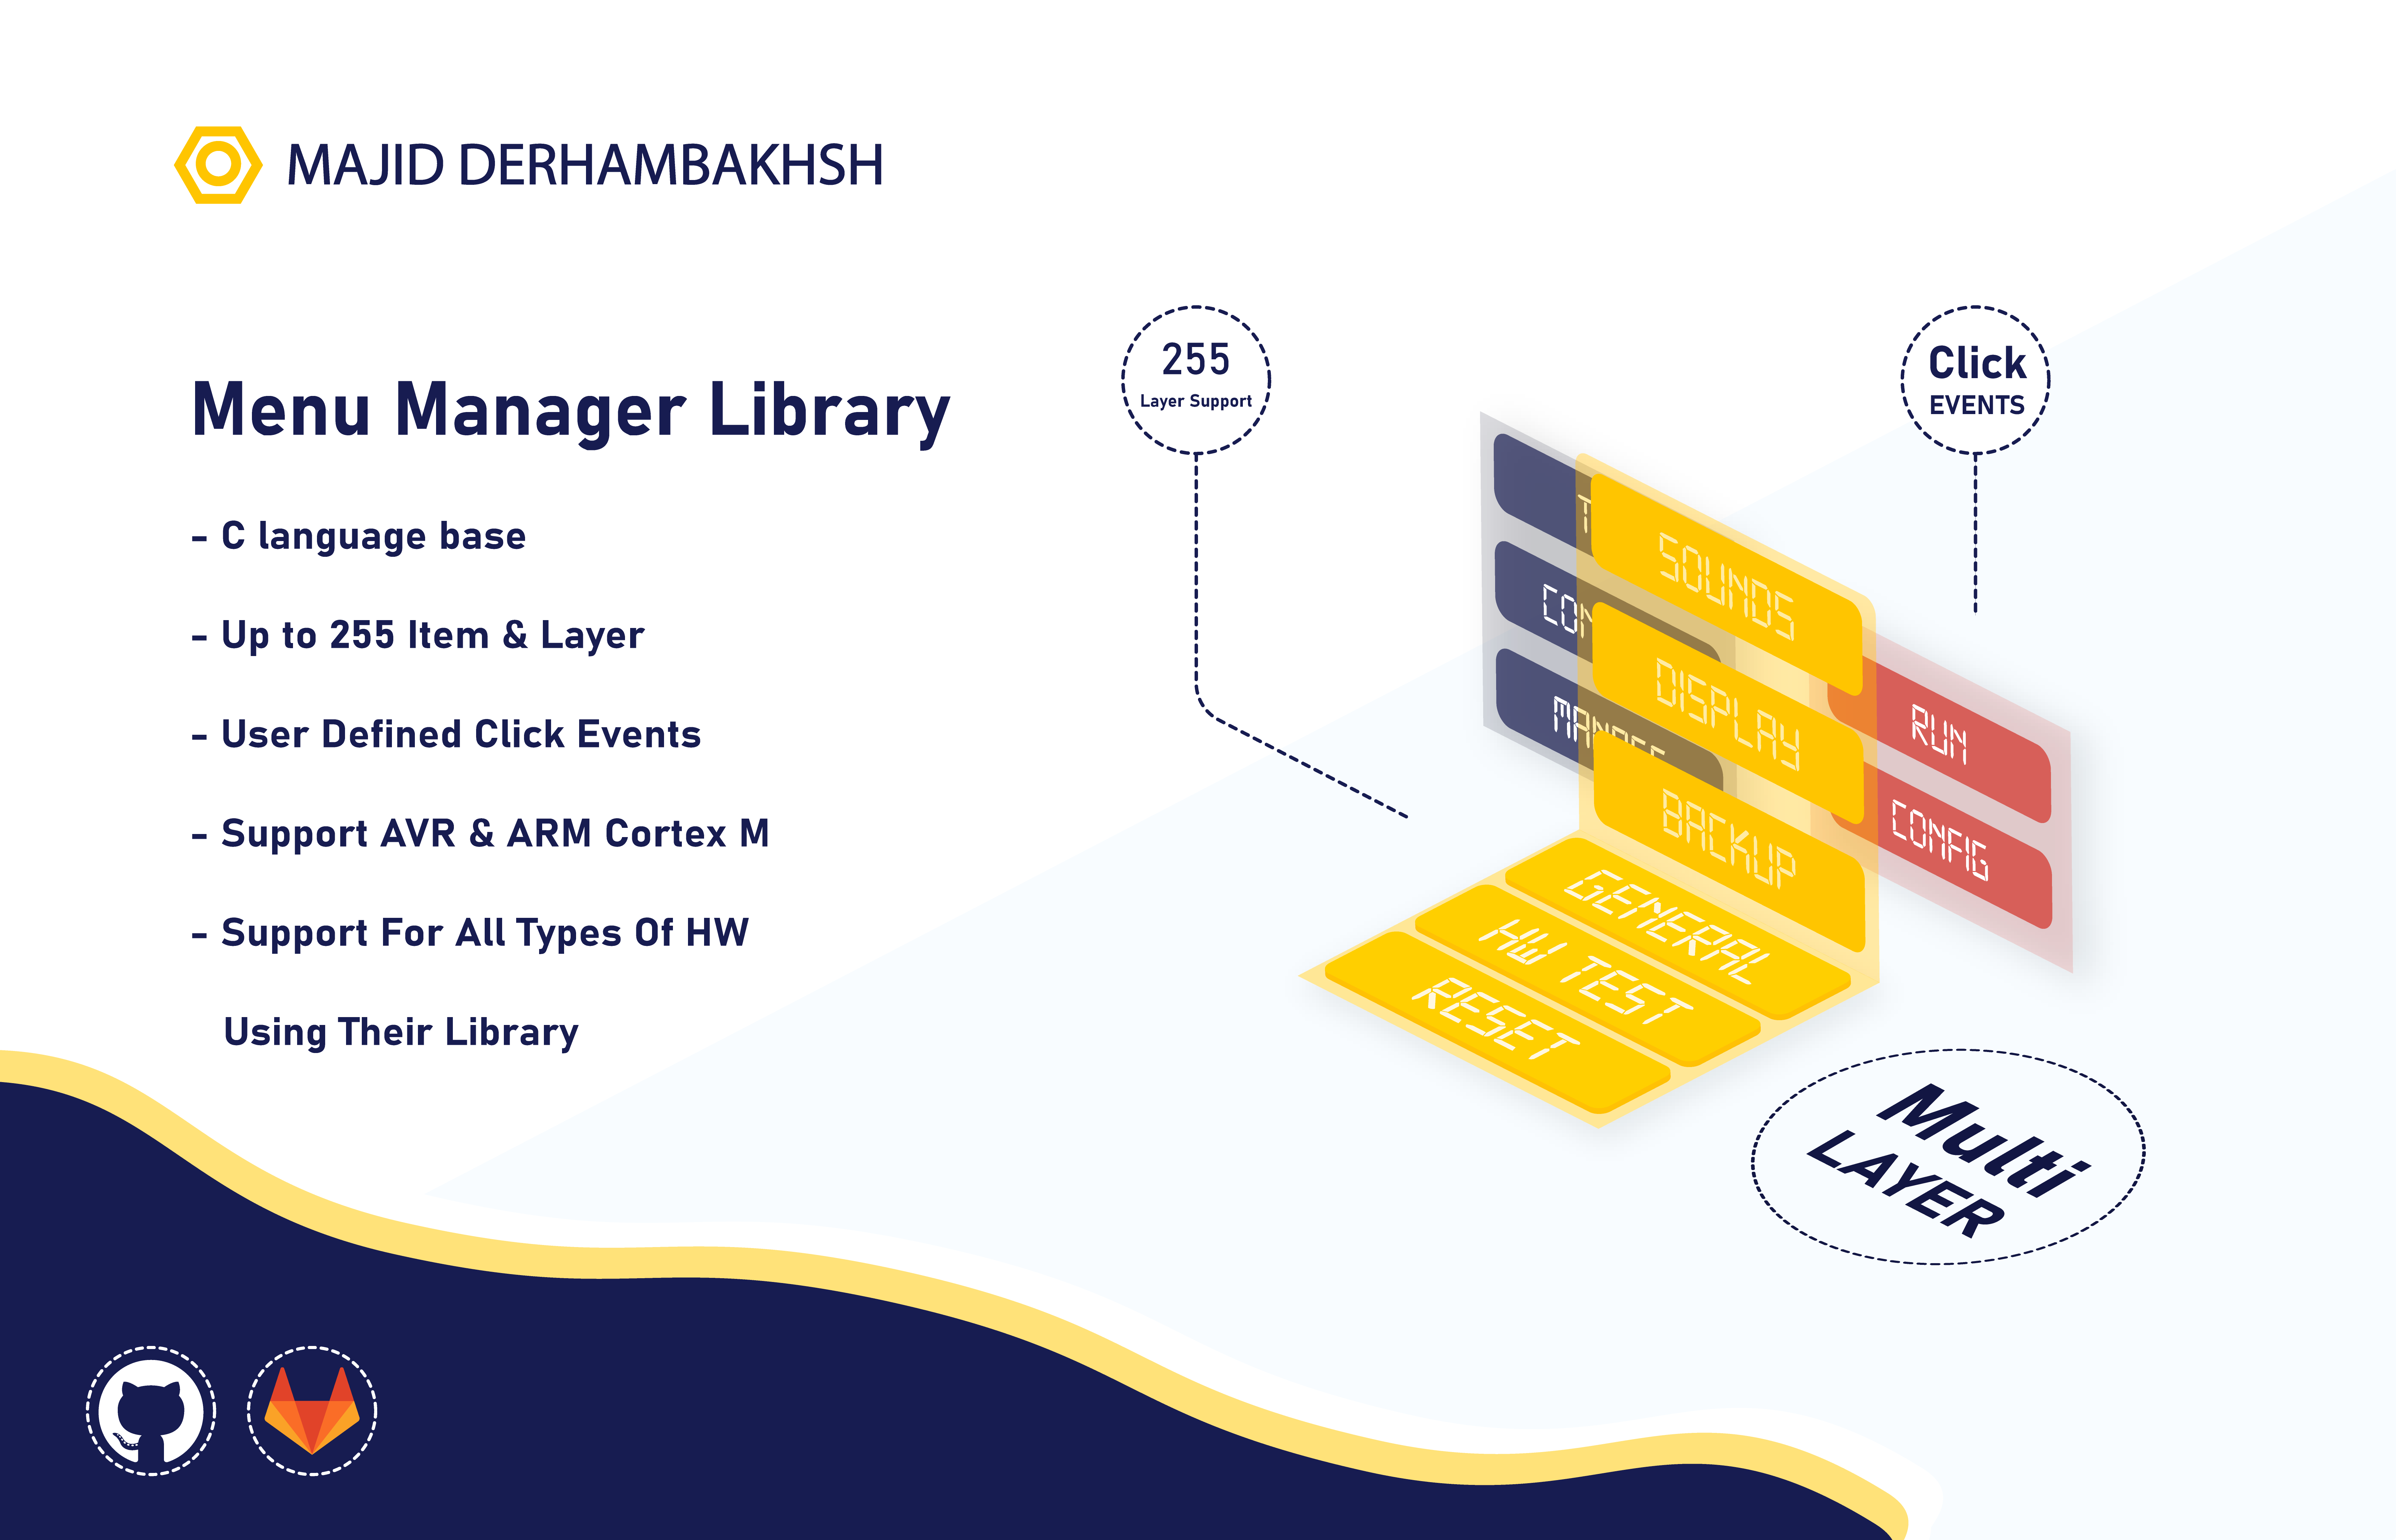 MAJID DERHAMBAKHSH
Menu Manager Library
- C language base
- Up to 255 Item & Layer
- User Defined Click Events
- Support AVR & ARM Cortex M
- Support For All Types Of HW
Using Their Library
255
Layer Support
Click
EVENTS
SOUNDS
DISPLAY
BACKUP
RUN
CONFIG
GENERAL
HW TEST
RESET
Multi
LAYER